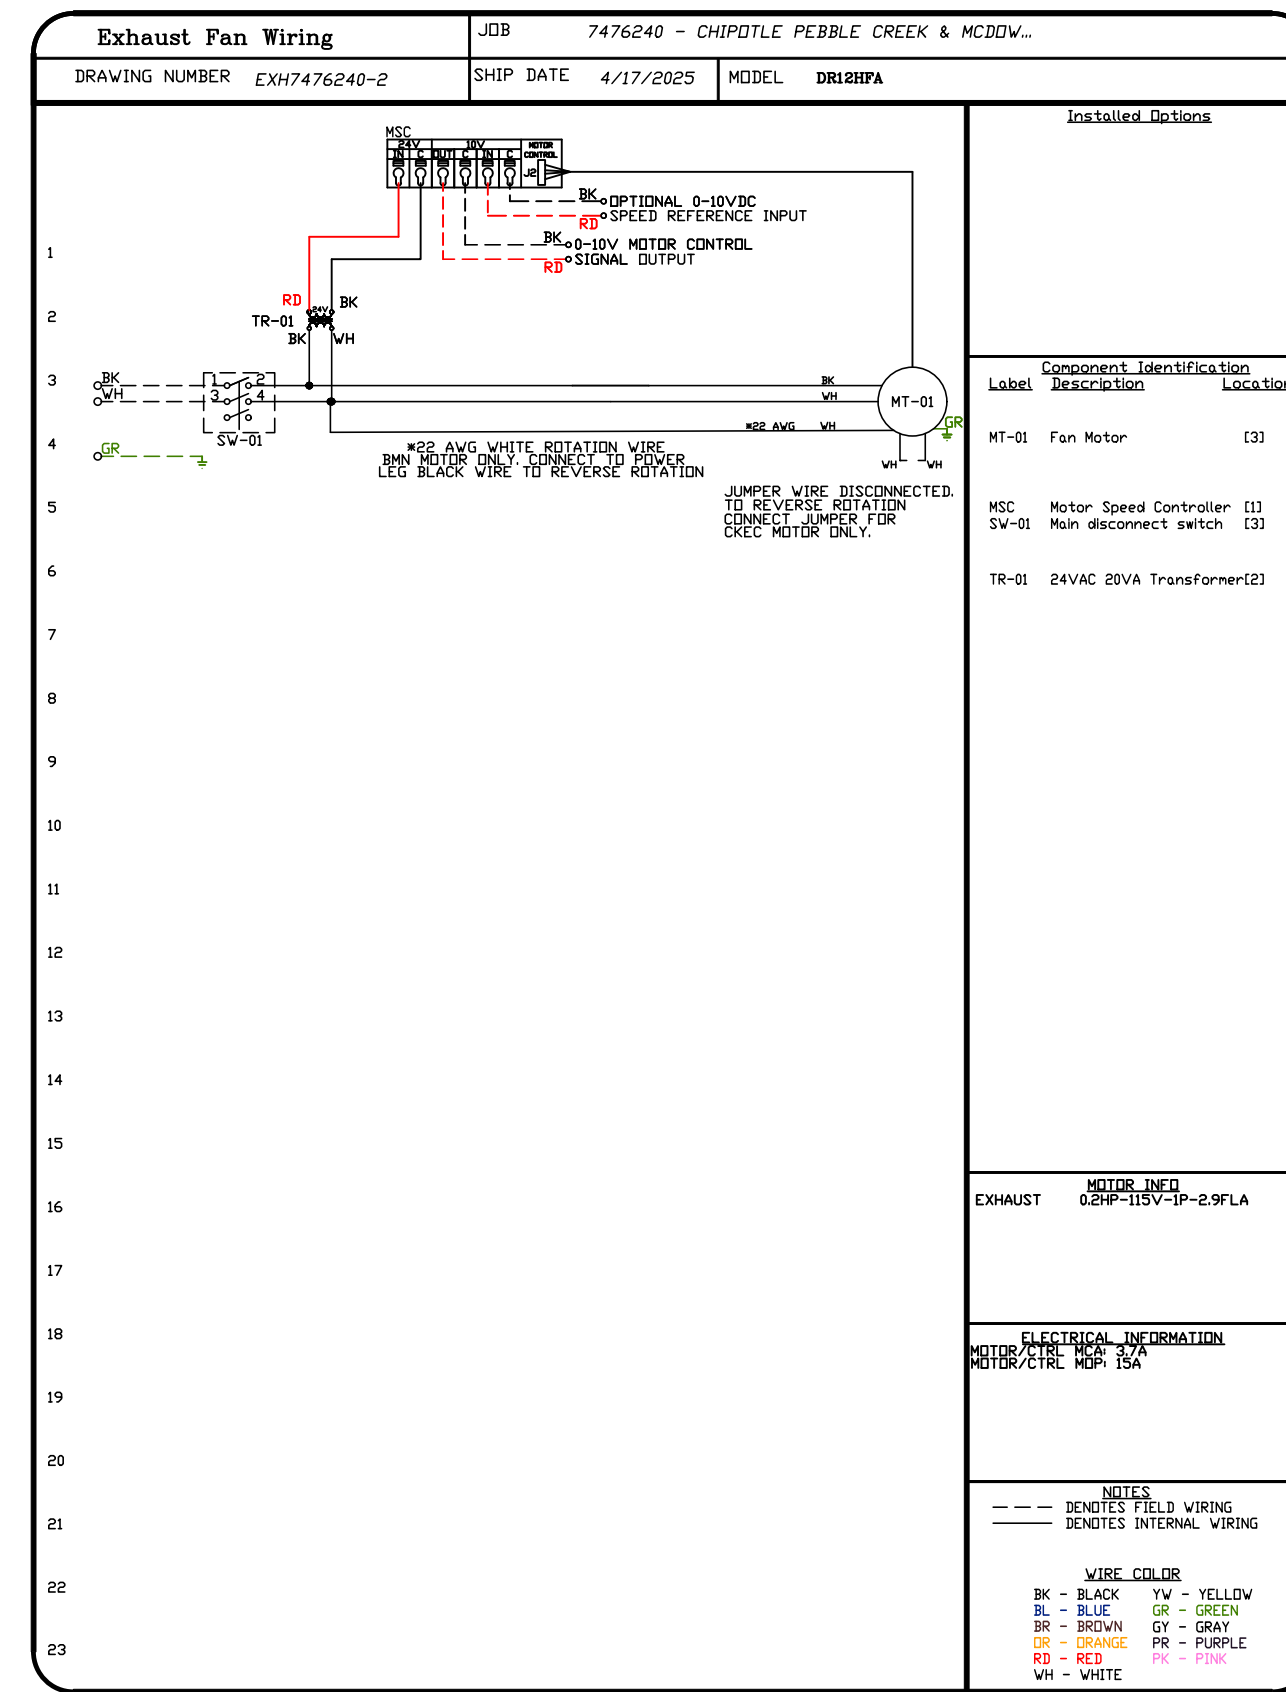 Exhaust Fan Wiring
JOB 7476240 - CHIPOTLE PEBBLE CREEK & MCDOW...
DRAWING NUMBER EXH7476240-2
SHIP DATE 4/17/2025
MODEL DR12HFA
MSC
24V 10V MOTOR
IN C OUT C IN C CONTROL
J2
BK OPTIONAL 0-10VDC
RD SPEED REFERENCE INPUT
BK 0-10V MOTOR CONTROL
RD SIGNAL OUTPUT
RD BK
24V
TR-01
BK WH
BK 1 2 BK
WH 3 4 WH
MT-01
SW-01
*22 AWG WH
GR
GR
WH WH
*22 AWG WHITE ROTATION WIRE
BMN MOTOR ONLY. CONNECT TO POWER
LEG BLACK WIRE TO REVERSE ROTATION
JUMPER WIRE DISCONNECTED.
TO REVERSE ROTATION
CONNECT JUMPER FOR
CKEC MOTOR ONLY.
1
2
3
4
5
6
7
8
9
10
11
12
13
14
15
16
17
18
19
20
21
22
23
Installed Options
Component Identification
Label Description Location
MT-01 Fan Motor [3]
MSC Motor Speed Controller [1]
SW-01 Main disconnect switch [3]
TR-01 24VAC 20VA Transformer[2]
MOTOR INFO
EXHAUST 0.2HP-115V-1P-2.9FLA
ELECTRICAL INFORMATION
MOTOR/CTRL MCA: 3.7A
MOTOR/CTRL MOP: 15A
NOTES
DENOTES FIELD WIRING
DENOTES INTERNAL WIRING
WIRE COLOR
BK - BLACK YW - YELLOW
BL - BLUE GR - GREEN
BR - BROWN GY - GRAY
OR - ORANGE PR - PURPLE
RD - RED PK - PINK
WH - WHITE